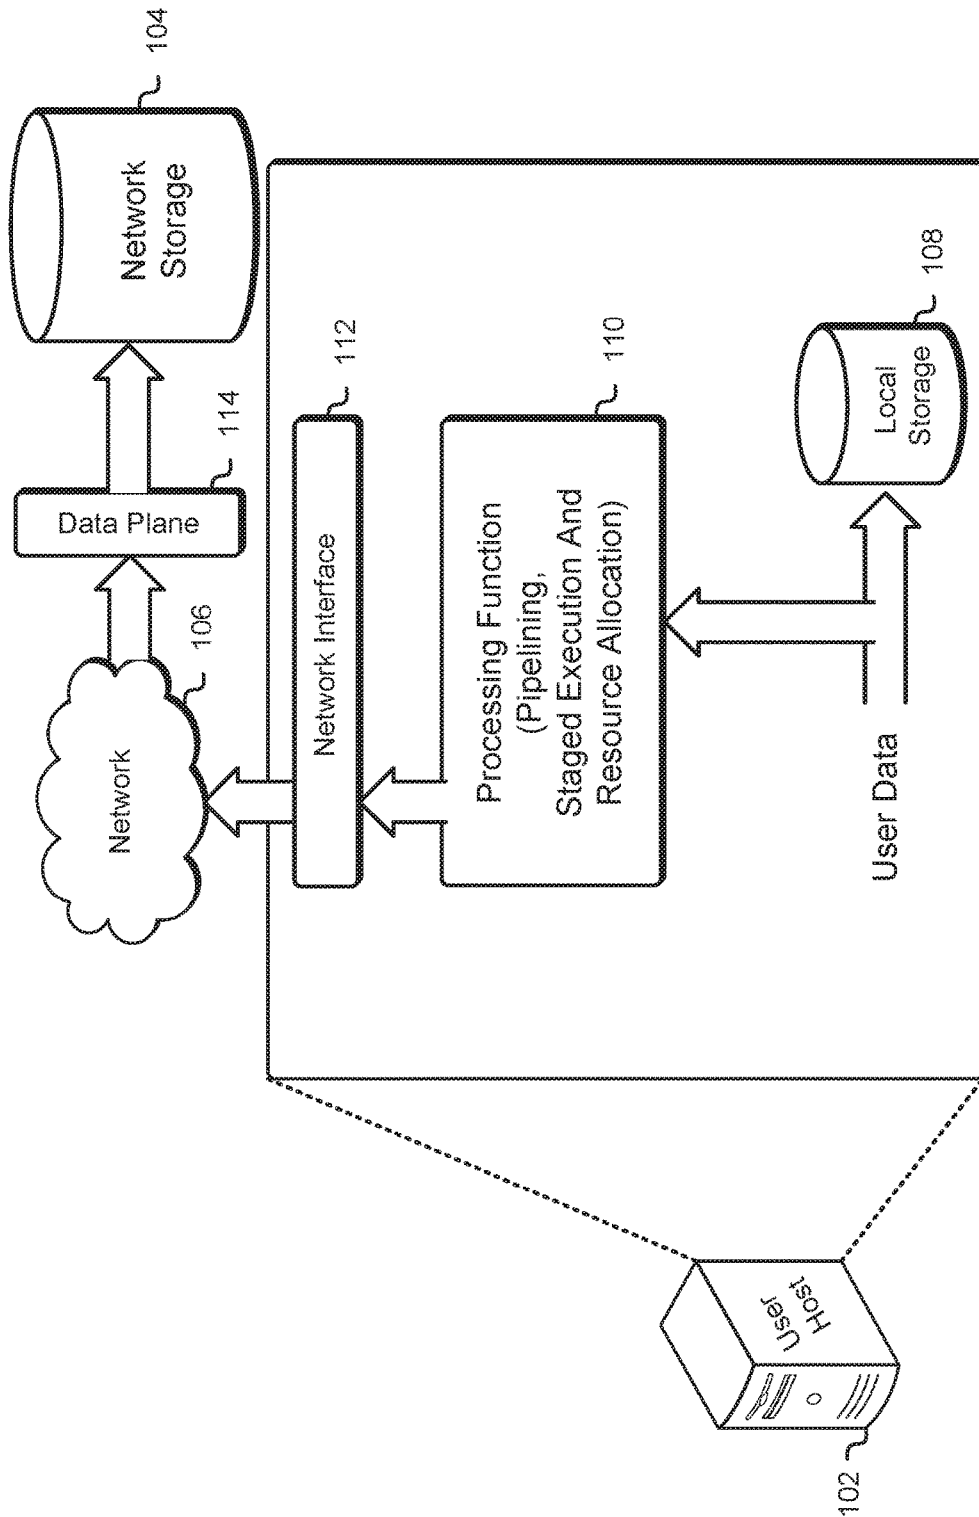 104
Network
Storage
114
Data Plane
106
Network
112
Network Interface
110
Processing Function
(Pipelining,
Staged Execution And
Resource Allocation)
108
Local
Storage
User Data
User
Host
102